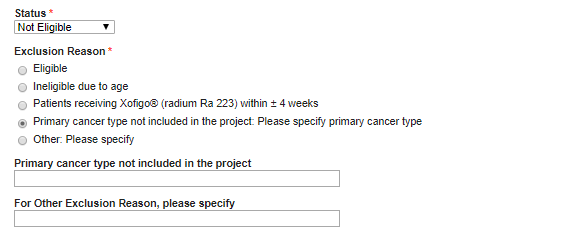 Status *
Not Eligible
Exclusion Reason *
Eligible
Ineligible due to age
Patients receiving Xofigo® (radium Ra 223) within ± 4 weeks
Primary cancer type not included in the project: Please specify primary cancer type
Other: Please specify
Primary cancer type not included in the project
For Other Exclusion Reason, please specify